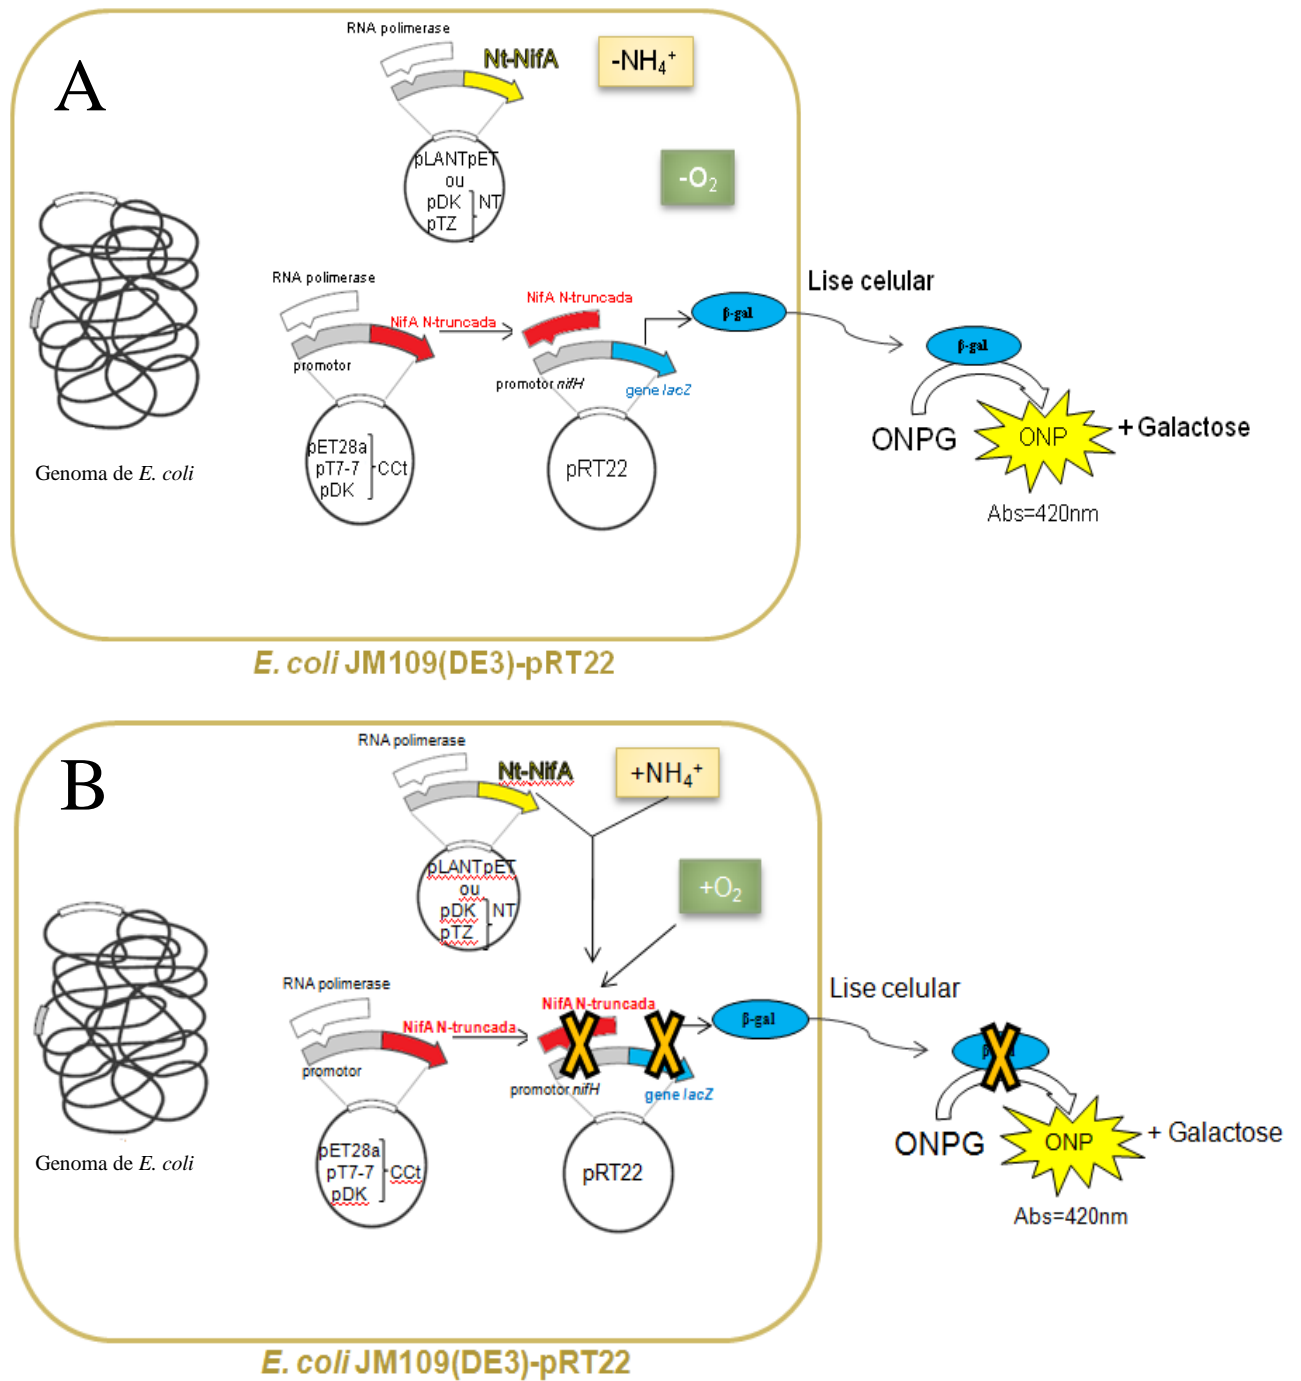 A
RNA polimerase
Nt-NifA
-NH₄⁺
-O₂
pLANTpET
ou
pDK
pTZ
NT
RNA polimerase
NifA N-truncada
promotor
NifA N-truncada
promotor nifH
gene lacZ
β-gal
Lise celular
β-gal
ONPG
ONP
+ Galactose
Abs=420nm
pET28a
pT7-7
pDK
CCt
pRT22
Genoma de E. coli
E. coli JM109(DE3)-pRT22
B
RNA polimerase
Nt-NifA
+NH₄⁺
+O₂
pLANTpET
ou
pDK
pTZ
NT
RNA polimerase
NifA N-truncada
promotor
NifA N-truncada
promotor nifH
gene lacZ
β-gal
Lise celular
ONPG
ONP
+ Galactose
Abs=420nm
pET28a
pT7-7
pDK
CCt
pRT22
Genoma de E. coli
E. coli JM109(DE3)-pRT22